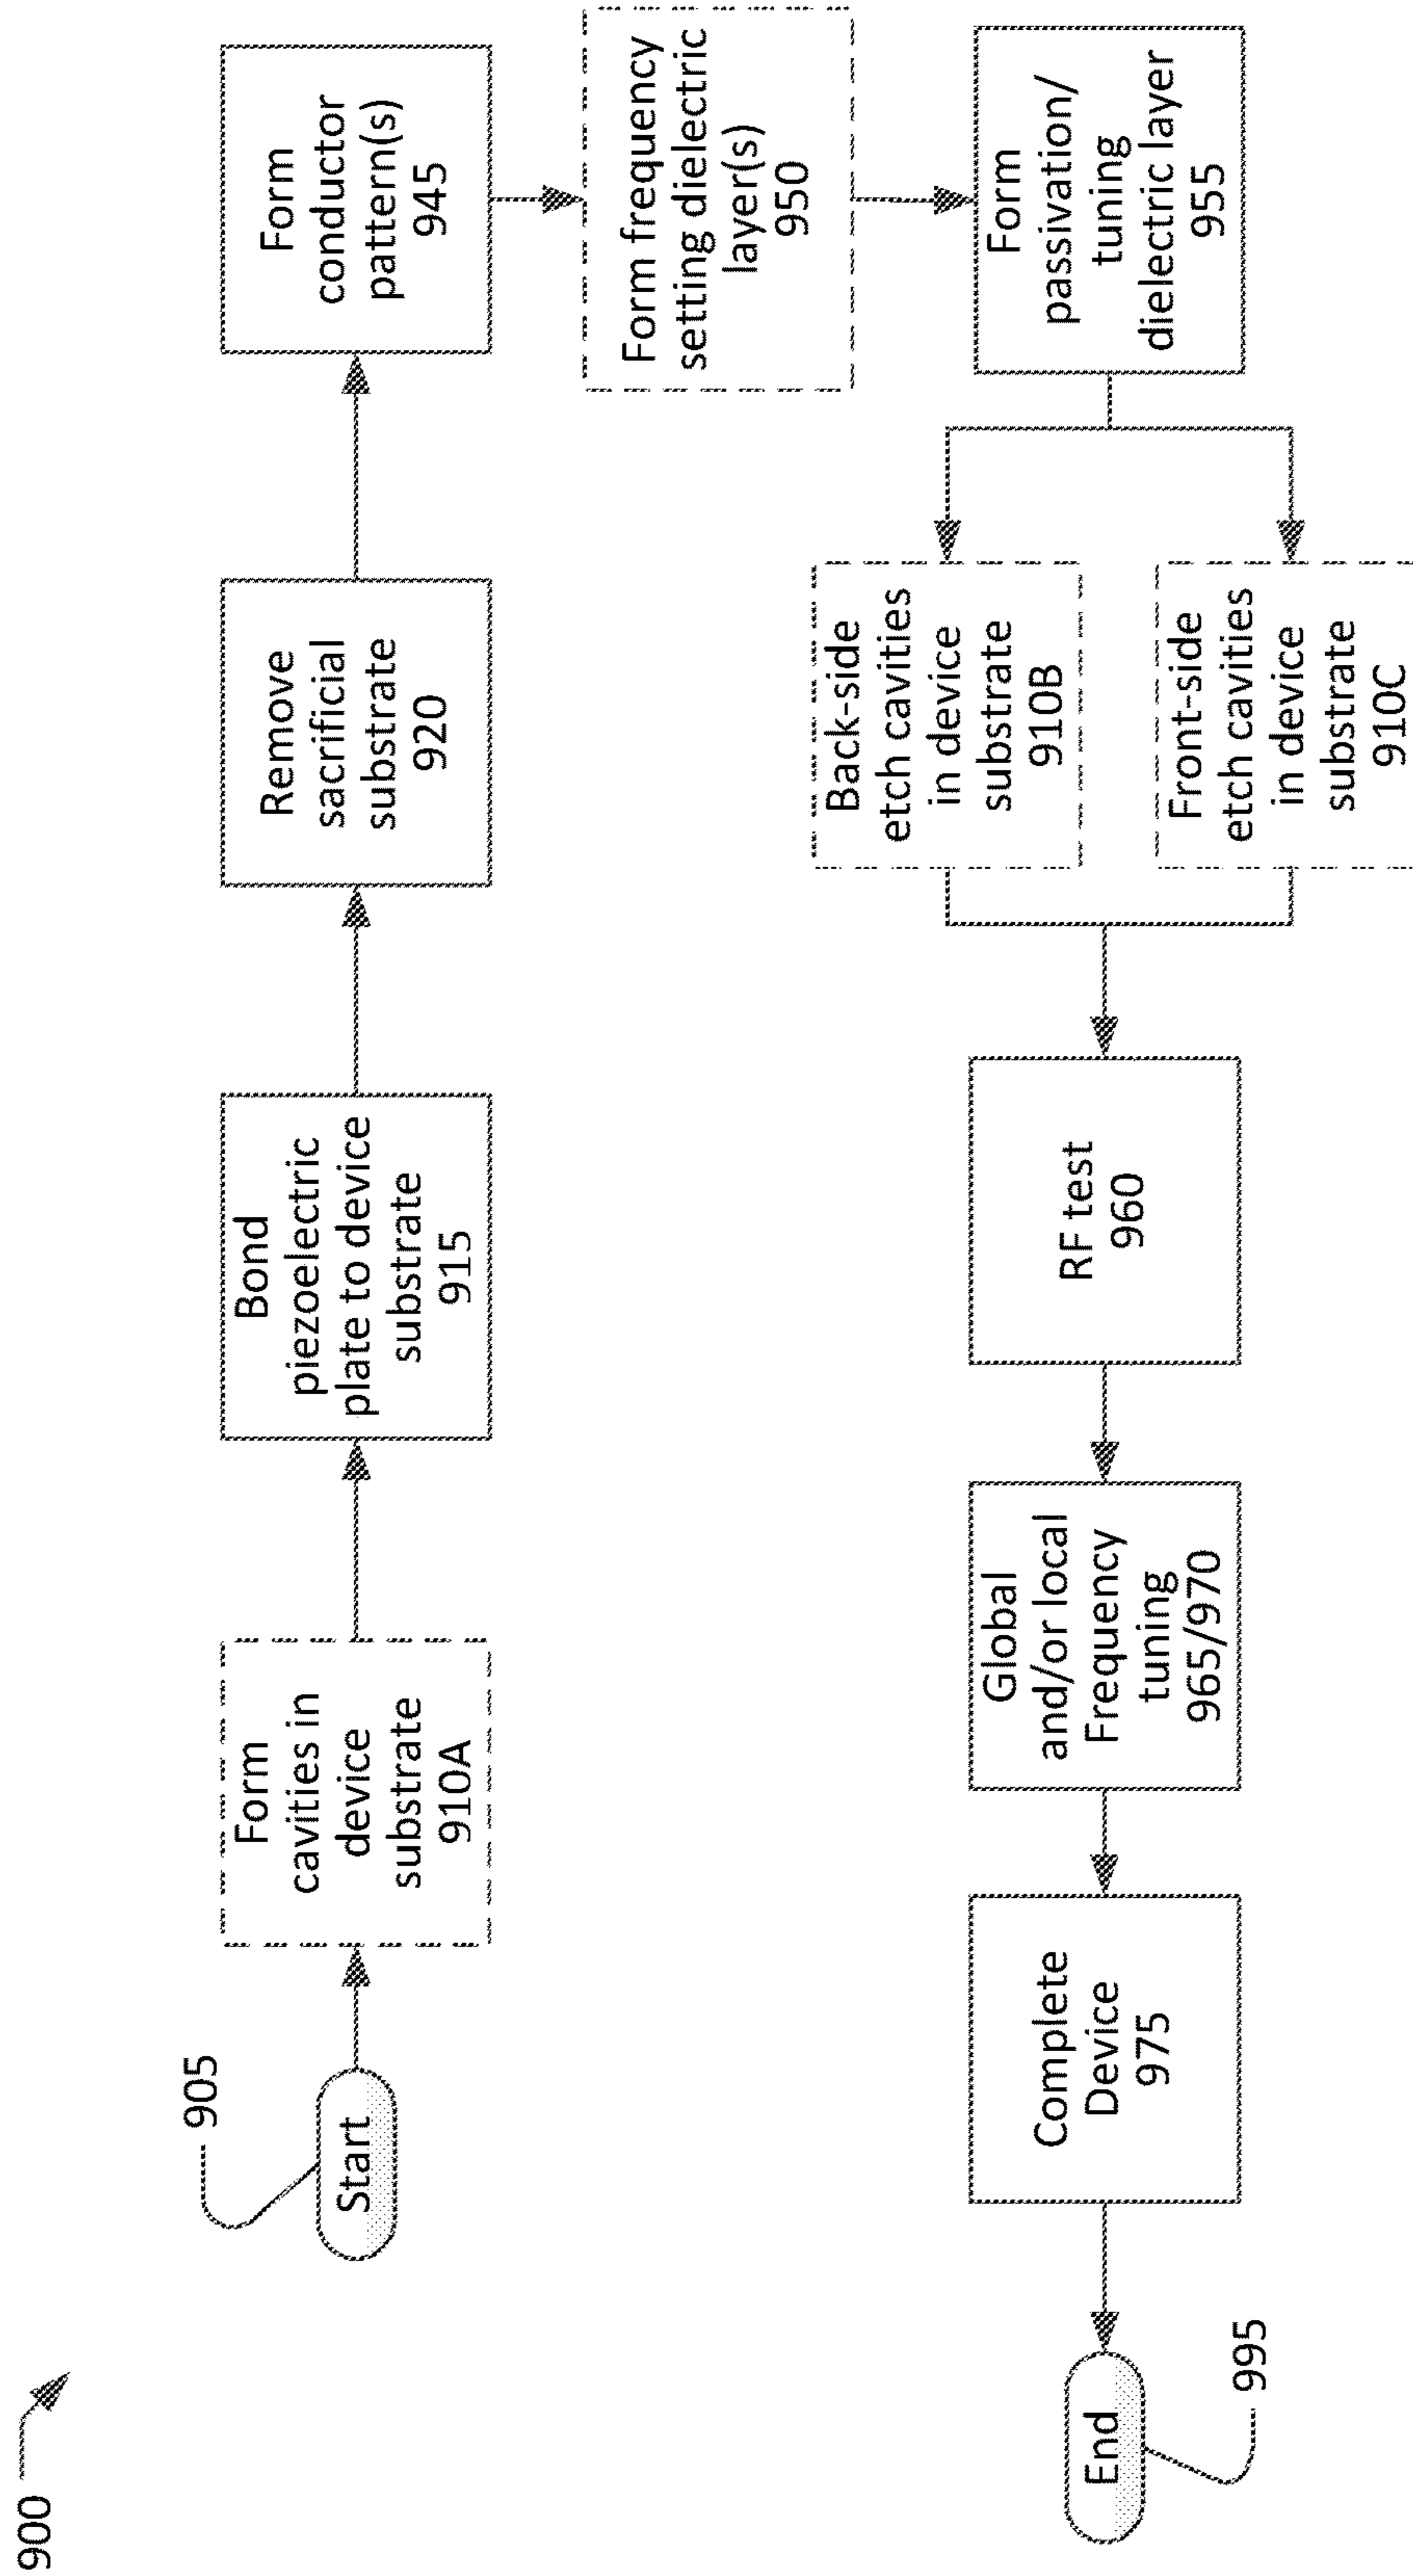 900
905
Start
Form
cavities in
device
substrate
910A
Bond
piezoelectric
plate to device
substrate
915
Remove
sacrificial
substrate
920
Form
conductor
pattern(s)
945
Form frequency
setting dielectric
layer(s)
950
Form
passivation/
tuning
dielectric layer
955
Back-side
etch cavities
in device
substrate
910B
Front-side
etch cavities
in device
substrate
910C
RF test
960
Global
and/or local
Frequency
tuning
965/970
Complete
Device
975
End
995